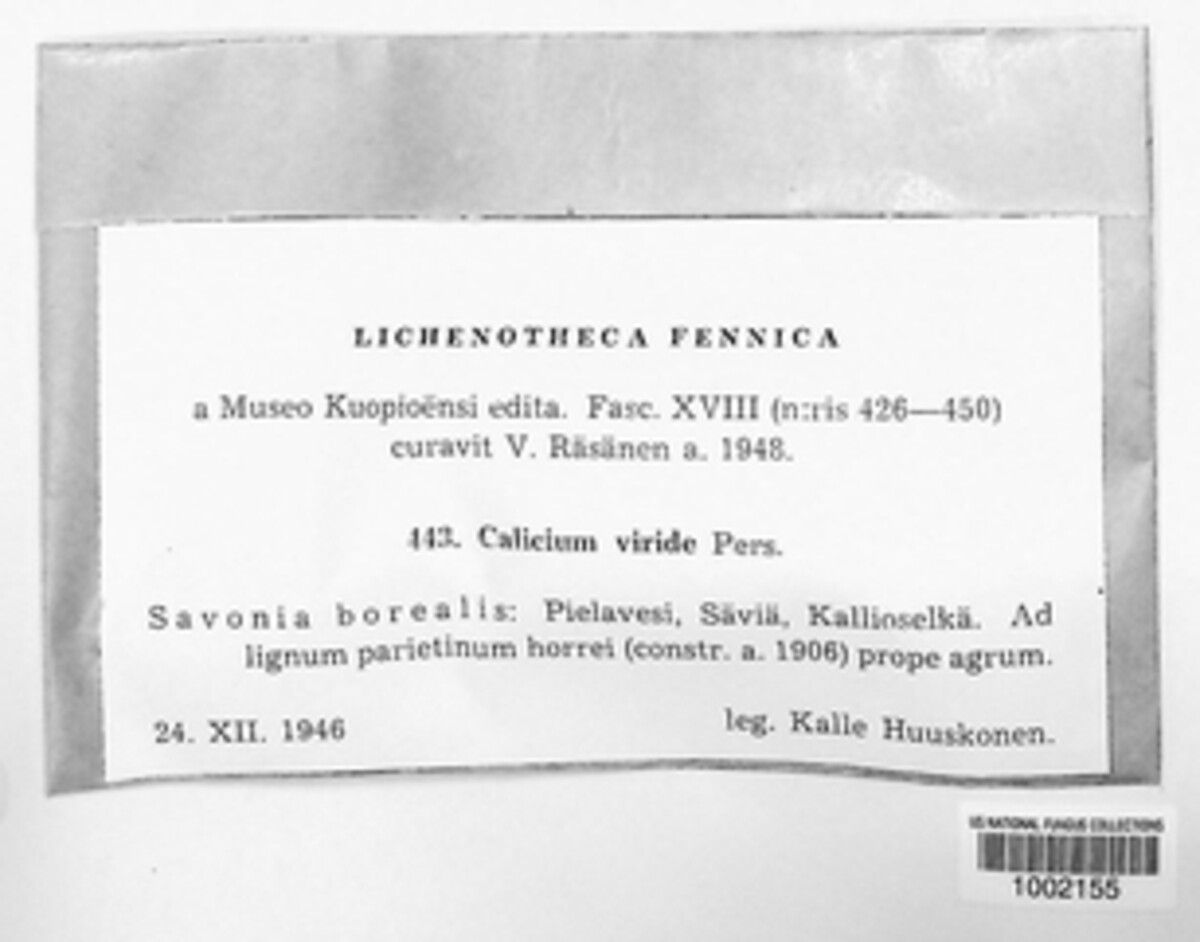 LICHENOTHECA FENNICA
a Museo Kuopioënsi edita. Fasc. XVIII (n:ris 426—450)
curavit V. Räsänen a. 1948.
443. Calicium viride Pers.
Savonia borealis: Pielavesi, Säviä, Kallioselkä. Ad
lignum parietinum horrei (constr. a. 1906) prope agrum.
24. XII. 1946 leg. Kalle Huuskonen.
US NATIONAL FUNGUS COLLECTIONS
1002155